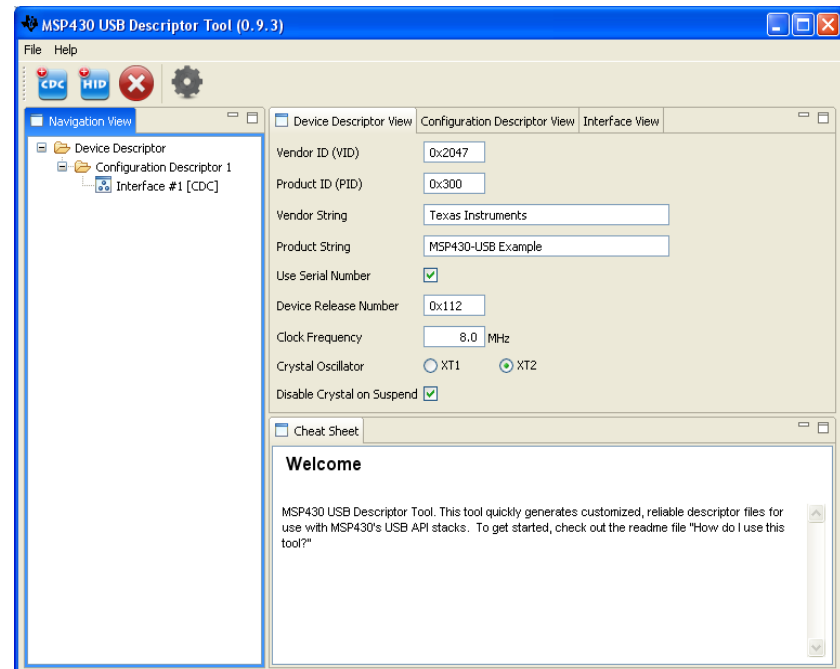 MSP430 USB Descriptor Tool (0.9.3)
File Help
CDC HID
Navigation View
Device Descriptor
Configuration Descriptor 1
Interface #1 [CDC]
Device Descriptor View Configuration Descriptor View Interface View
Vendor ID (VID) 0x2047
Product ID (PID) 0x300
Vendor String Texas Instruments
Product String MSP430-USB Example
Use Serial Number
Device Release Number 0x112
Clock Frequency 8.0 MHz
Crystal Oscillator XT1 XT2
Disable Crystal on Suspend
Cheat Sheet
Welcome
MSP430 USB Descriptor Tool. This tool quickly generates customized, reliable descriptor files for
use with MSP430's USB API stacks. To get started, check out the readme file "How do I use this
tool?"